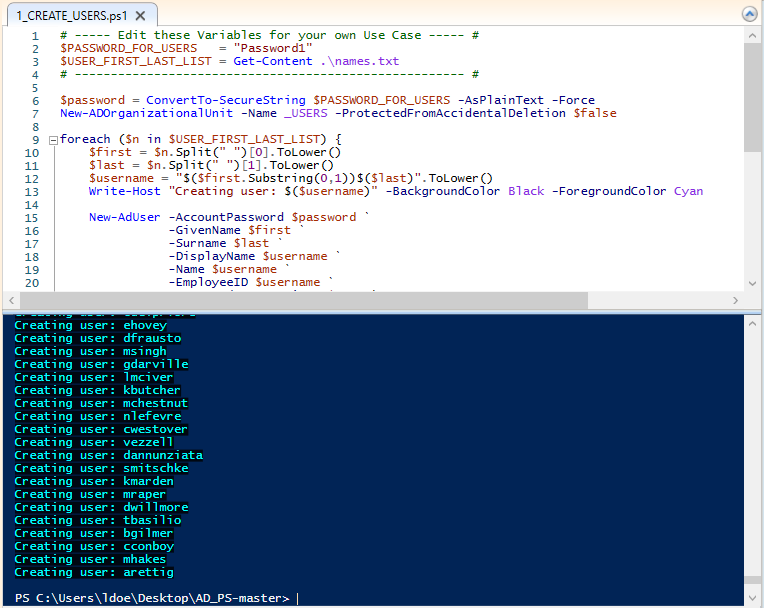 1_CREATE_USERS.ps1
1 # ----- Edit these Variables for your own Use Case ----- #
2 $PASSWORD_FOR_USERS   = "Password1"
3 $USER_FIRST_LAST_LIST = Get-Content .\names.txt
4 # ------------------------------------------------------ #
5
6 $password = ConvertTo-SecureString $PASSWORD_FOR_USERS -AsPlainText -Force
7 New-ADOrganizationalUnit -Name _USERS -ProtectedFromAccidentalDeletion $false
8
9 foreach ($n in $USER_FIRST_LAST_LIST) {
10     $first = $n.Split(" ")[0].ToLower()
11     $last = $n.Split(" ")[1].ToLower()
12     $username = "$($first.Substring(0,1))$($last)".ToLower()
13     Write-Host "Creating user: $($username)" -BackgroundColor Black -ForegroundColor Cyan
14
15     New-AdUser -AccountPassword $password `
16                -GivenName $first `
17                -Surname $last `
18                -DisplayName $username `
19                -Name $username `
20                -EmployeeID $username `
Creating user: ehovey
Creating user: dfrausto
Creating user: msingh
Creating user: gdarville
Creating user: lmciver
Creating user: kbutcher
Creating user: mchestnut
Creating user: nlefevre
Creating user: cwestover
Creating user: vezzell
Creating user: dannunziata
Creating user: smitschke
Creating user: kmarden
Creating user: mraper
Creating user: dwillmore
Creating user: tbasilio
Creating user: bgilmer
Creating user: cconboy
Creating user: mhakes
Creating user: arettig
PS C:\Users\ldoe\Desktop\AD_PS-master>